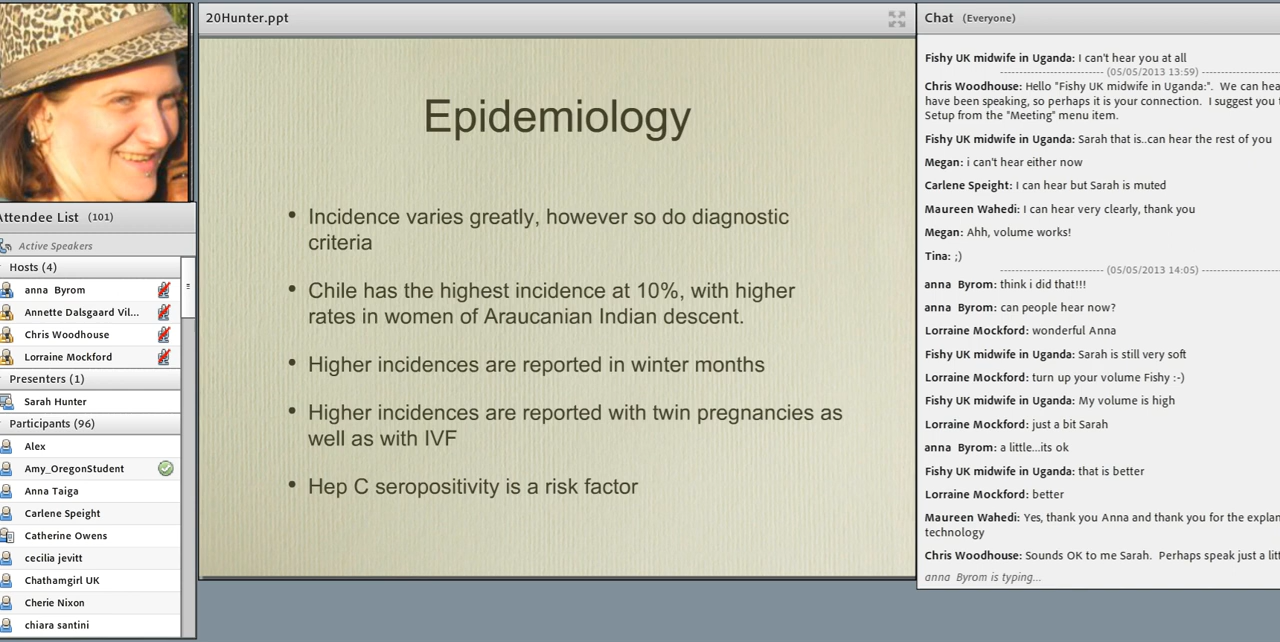 20Hunter.ppt
Epidemiology
• Incidence varies greatly, however so do diagnostic
criteria
• Chile has the highest incidence at 10%, with higher
rates in women of Araucanian Indian descent.
• Higher incidences are reported in winter months
• Higher incidences are reported with twin pregnancies as
well as with IVF
• Hep C seropositivity is a risk factor
Attendee List (101)
Active Speakers
Hosts (4)
anna Byrom
Annette Dalsgaard Vil...
Chris Woodhouse
Lorraine Mockford
Presenters (1)
Sarah Hunter
Participants (96)
Alex
Amy_OregonStudent
Anna Taiga
Carlene Speight
Catherine Owens
cecilia jevitt
Chathamgirl UK
Cherie Nixon
chiara santini
Chat (Everyone)
Fishy UK midwife in Uganda: I can't hear you at all
(05/05/2013 13:59)
Chris Woodhouse: Hello "Fishy UK midwife in Uganda:". We can hea
have been speaking, so perhaps it is your connection. I suggest you
Setup from the "Meeting" menu item.
Fishy UK midwife in Uganda: Sarah that is..can hear the rest of you
Megan: i can't hear either now
Carlene Speight: I can hear but Sarah is muted
Maureen Wahedi: I can hear very clearly, thank you
Megan: Ahh, volume works!
Tina: ;)
(05/05/2013 14:05)
anna Byrom: think i did that!!!
anna Byrom: can people hear now?
Lorraine Mockford: wonderful Anna
Fishy UK midwife in Uganda: Sarah is still very soft
Lorraine Mockford: turn up your volume Fishy :-)
Fishy UK midwife in Uganda: My volume is high
Lorraine Mockford: just a bit Sarah
anna Byrom: a little...its ok
Fishy UK midwife in Uganda: that is better
Lorraine Mockford: better
Maureen Wahedi: Yes, thank you Anna and thank you for the explan
technology
Chris Woodhouse: Sounds OK to me Sarah. Perhaps speak just a litt
anna Byrom is typing...